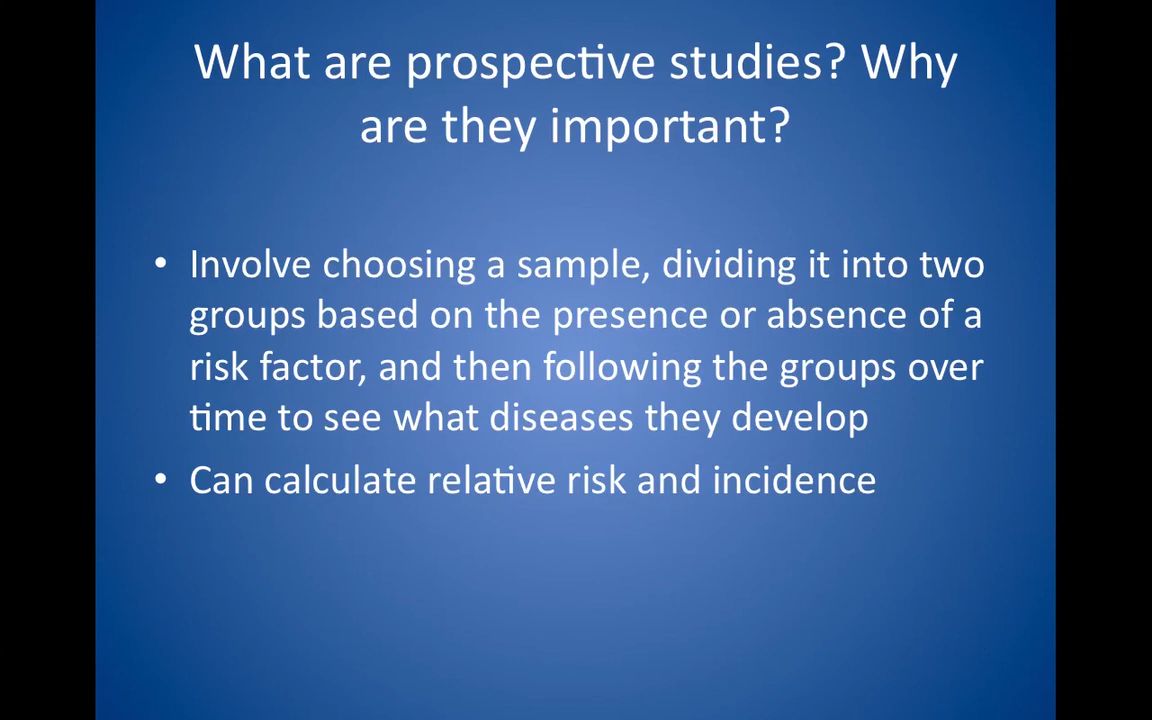 What are prospective studies? Why
are they important?
• Involve choosing a sample, dividing it into two
groups based on the presence or absence of a
risk factor, and then following the groups over
time to see what diseases they develop
• Can calculate relative risk and incidence